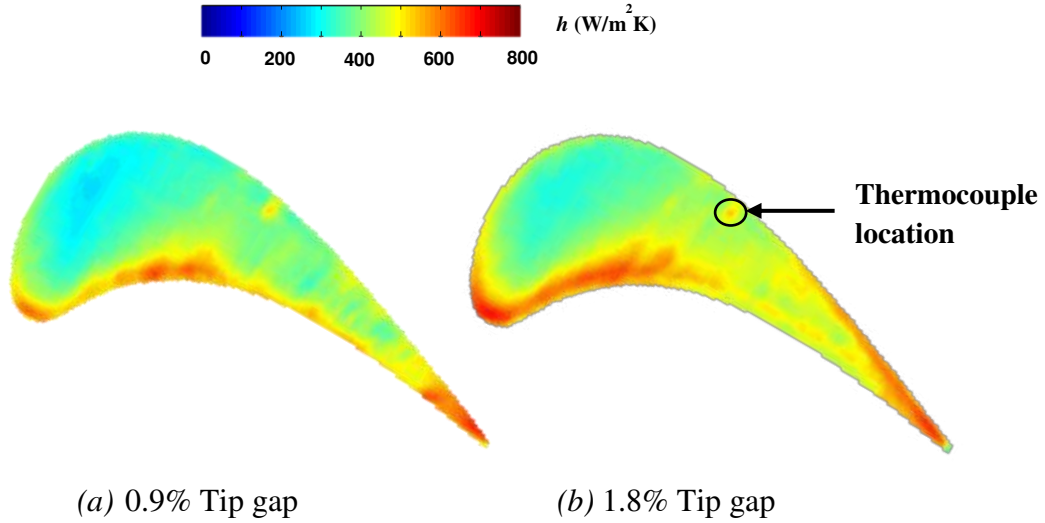 h (W/m²K)
0 200 400 600 800
Thermocouple
location
(a) 0.9% Tip gap
(b) 1.8% Tip gap